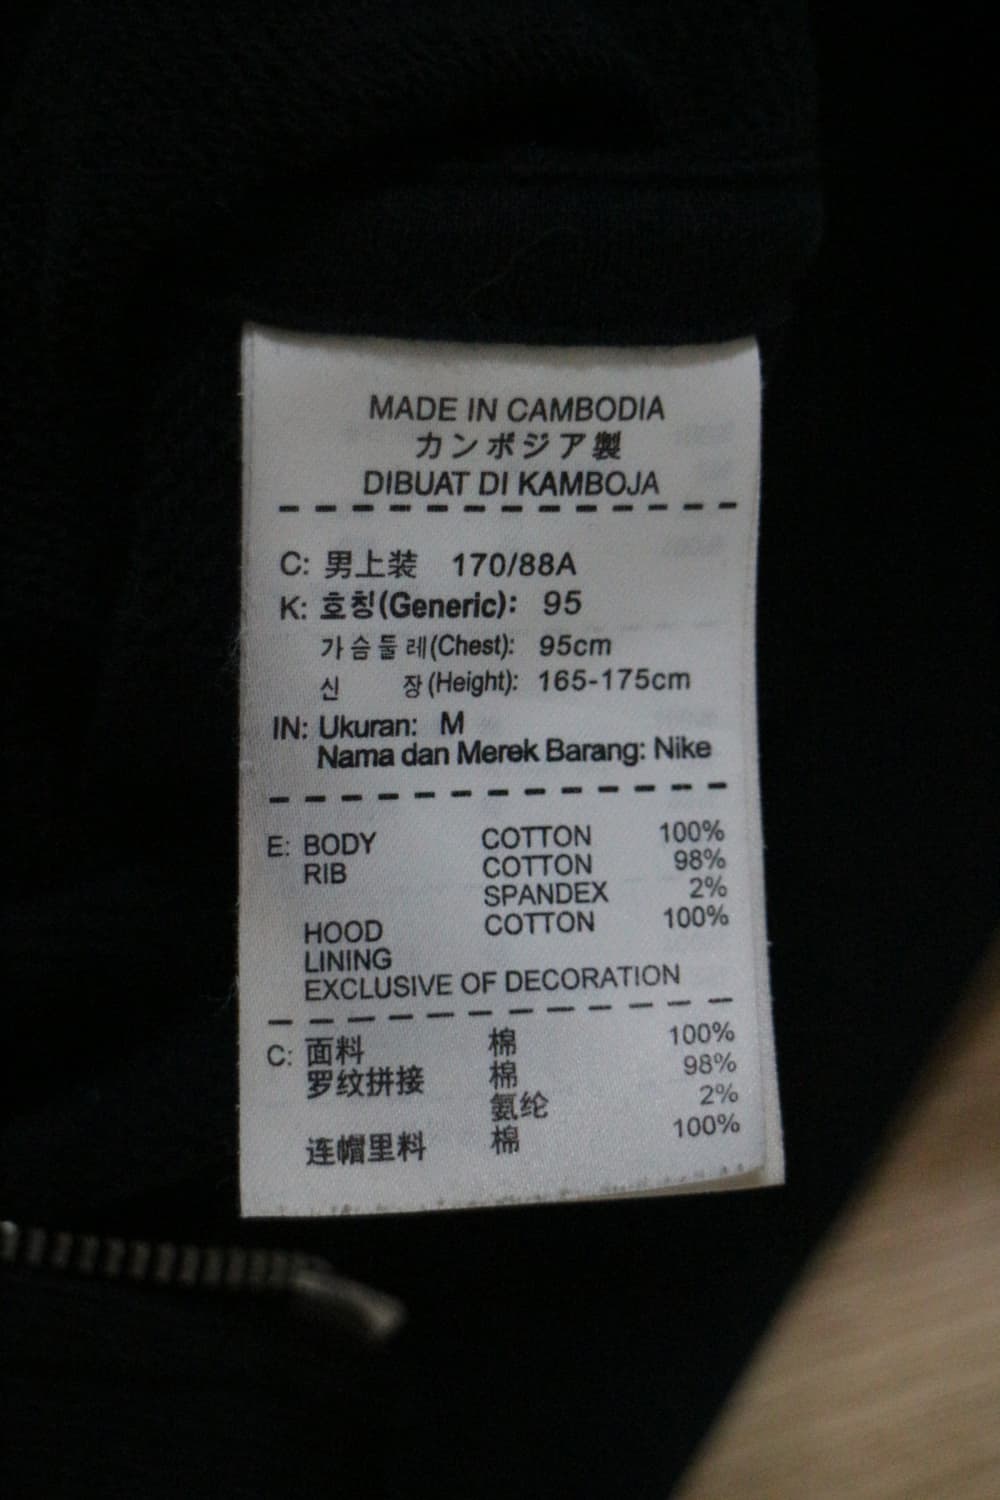 MADE IN CAMBODIA
カンボジア製
DIBUAT DI KAMBOJA
C: 男上装 170/88A
K: 호칭(Generic): 95
가슴둘레(Chest): 95cm
신 장(Height): 165-175cm
IN: Ukuran: M
Nama dan Merek Barang: Nike
E: BODY COTTON 100%
RIB COTTON 98%
SPANDEX 2%
HOOD COTTON 100%
LINING
EXCLUSIVE OF DECORATION
C: 面料 棉 100%
罗纹拼接 棉 98%
氨纶 2%
连帽里料 棉 100%